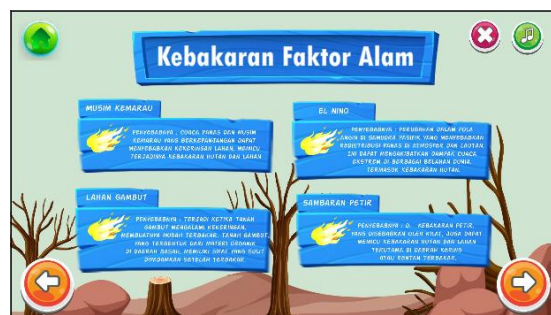 Kebakaran Faktor Alam
MUSIM KEMARAU
PENYEBABNYA : CUACA PANAS DAN MUSIM
KEMARAU YANG BERKEPANJANGAN DAPAT
MENYEBABKAN KEKERINGAN LAHAN, MEMICU
TERJADINYA KEBAKARAN HUTAN DAN LAHAN
EL NINO
PENYEBABNYA : PERUBAHAN DALAM POLA
ANGIN DI SAMUDRA PASIFIK YANG MENYEBABKAN
REDISTRIBUSI PANAS DI ATMOSFER DAN LAUTAN,
INI DAPAT MENGAKIBATKAN DAMPAK CUACA
EKSTREM DI BERBAGAI BELAHAN DUNIA,
TERMASUK KEBAKARAN HUTAN.
LAHAN GAMBUT
PENYEBABNYA : TERJADI KETIKA TANAH
GAMBUT MENGALAMI KEKERINGAN,
MEMBUATNYA MUDAH TERBAKAR. TANAH GAMBUT,
YANG TERBENTUK DARI MATERI ORGANIK
DI DAERAH BASAH, MEMILIKI SIFAT YANG SULIT
DIPADAMKAN SETELAH TERBAKAR.
SAMBARAN PETIR
PENYEBABNYA : D. KEBAKARAN PETIR,
YANG DISEBABKAN OLEH KILAT, JUGA DAPAT
MEMICU KEBAKARAN HUTAN DAN LAHAN
TERUTAMA DI DAERAH KERING
ATAU RENTAN TERBAKAR.